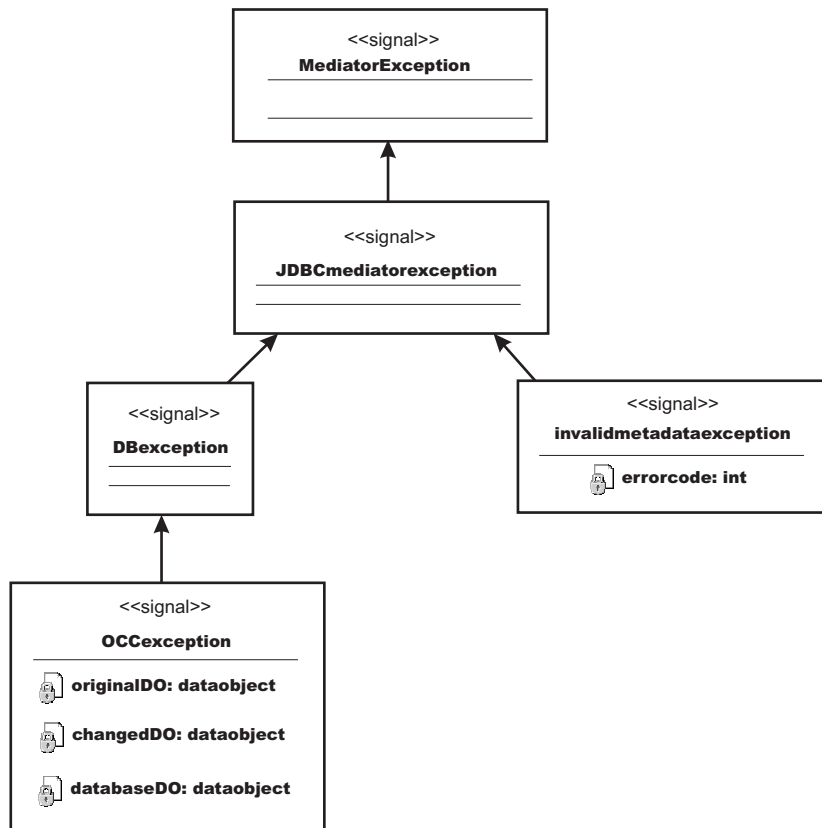 <<signal>>
MediatorException
<<signal>>
JDBCmediatorexception
<<signal>>
DBexception
<<signal>>
invalidmetadataexception
errorcode: int
<<signal>>
OCCexception
originalDO: dataobject
changedDO: dataobject
databaseDO: dataobject